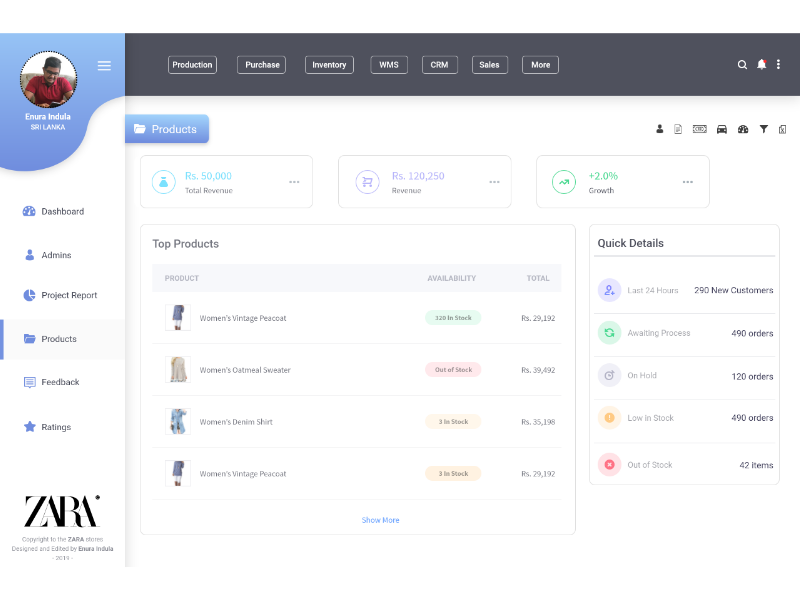 Enura Indula
SRI LANKA
Production
Purchase
Inventory
WMS
CRM
Sales
More
Products
Rs. 50,000
Total Revenue
Rs. 120,250
Revenue
+2.0%
Growth
Dashboard
Admins
Project Report
Products
Feedback
Ratings
Top Products
PRODUCT AVAILABILITY TOTAL
Women's Vintage Peacoat 320 In Stock Rs. 29,192
Women's Oatmeal Sweater Out of Stock Rs. 39,492
Women's Denim Shirt 3 In Stock Rs. 35,198
Women's Vintage Peacoat 3 In Stock Rs. 29,192
Show More
Quick Details
Last 24 Hours 290 New Customers
Awaiting Process 490 orders
On Hold 120 orders
Low in Stock 490 orders
Out of Stock 42 items
ZARA
Copyright to the ZARA stores
Designed and Edited by Enura Indula
- 2019 -